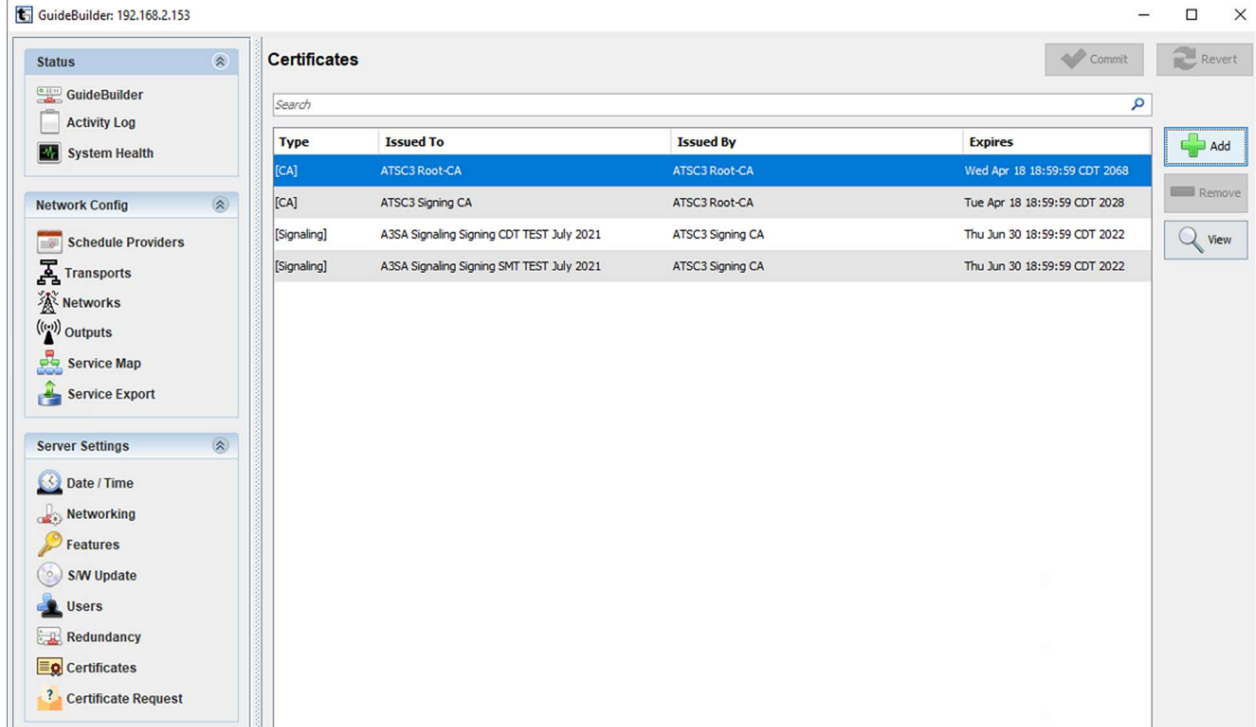 GuideBuilder: 192.168.2.153
Status
GuideBuilder
Activity Log
System Health
Network Config
Schedule Providers
Transports
Networks
Outputs
Service Map
Service Export
Server Settings
Date / Time
Networking
Features
S/W Update
Users
Redundancy
Certificates
Certificate Request
Certificates
Commit
Revert
Search
Type Issued To Issued By Expires
[CA] ATSC3 Root-CA ATSC3 Root-CA Wed Apr 18 18:59:59 CDT 2068
[CA] ATSC3 Signing CA ATSC3 Root-CA Tue Apr 18 18:59:59 CDT 2028
[Signaling] A3SA Signaling Signing CDT TEST July 2021 ATSC3 Signing CA Thu Jun 30 18:59:59 CDT 2022
[Signaling] A3SA Signaling Signing SMT TEST July 2021 ATSC3 Signing CA Thu Jun 30 18:59:59 CDT 2022
Add
Remove
View